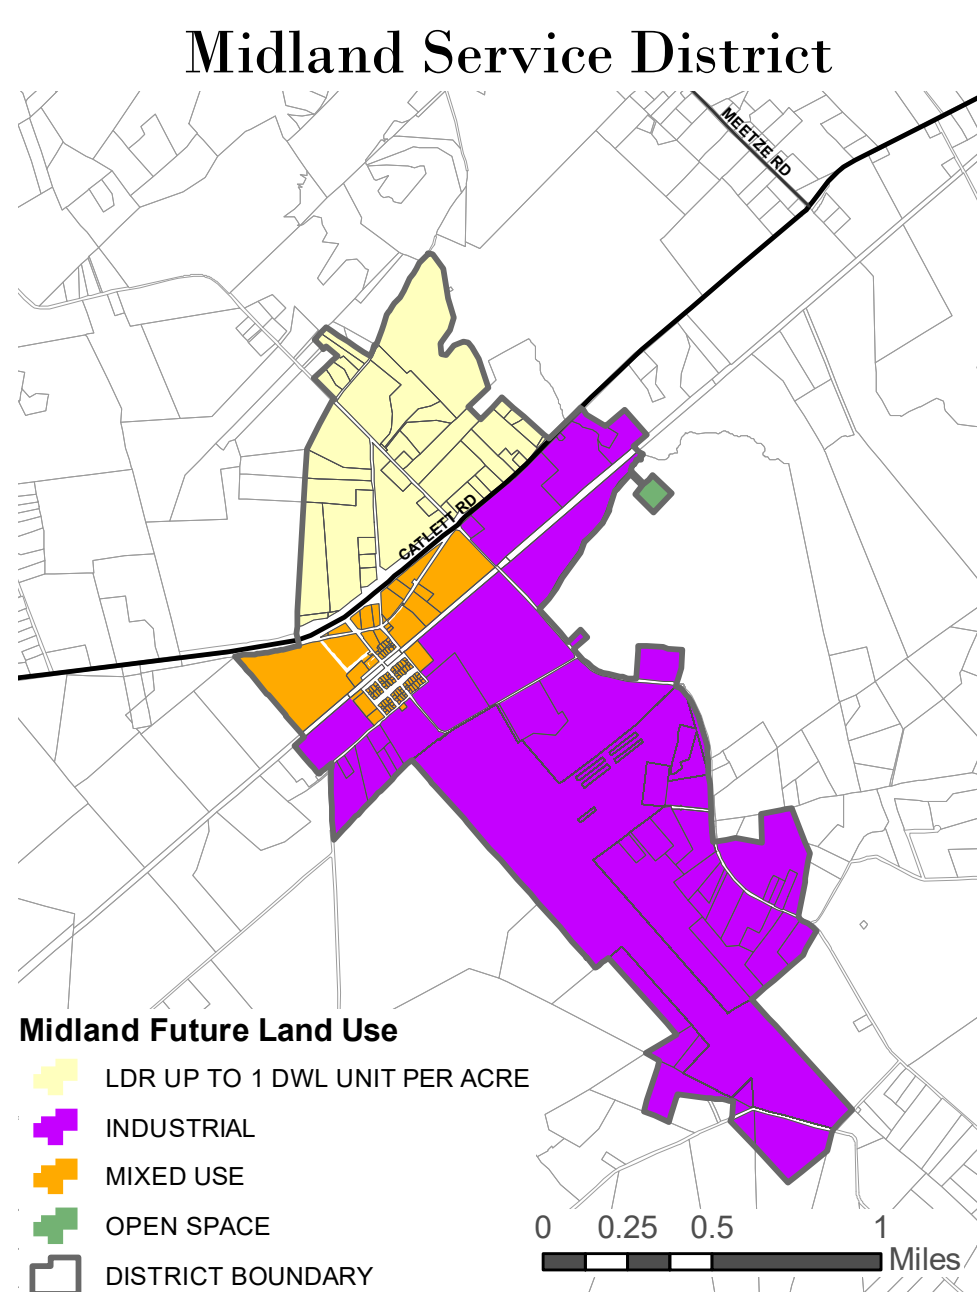 Midland Service District
MEETZE RD
CATLETT RD
Midland Future Land Use
LDR UP TO 1 DWL UNIT PER ACRE
INDUSTRIAL
MIXED USE
OPEN SPACE
DISTRICT BOUNDARY
0 0.25 0.5 1
Miles